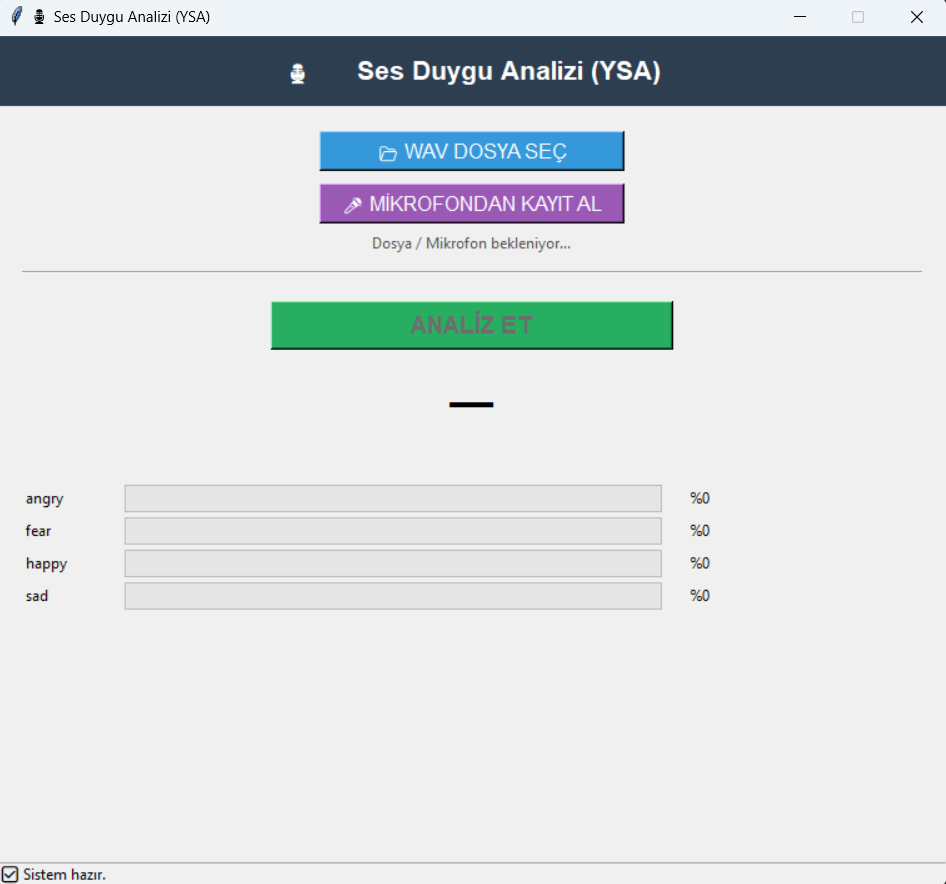 Ses Duygu Analizi (YSA)
Ses Duygu Analizi (YSA)
WAV DOSYA SEÇ
MİKROFONDAN KAYIT AL
Dosya / Mikrofon bekleniyor...
ANALİZ ET
—
angry %0
fear %0
happy %0
sad %0
Sistem hazır.